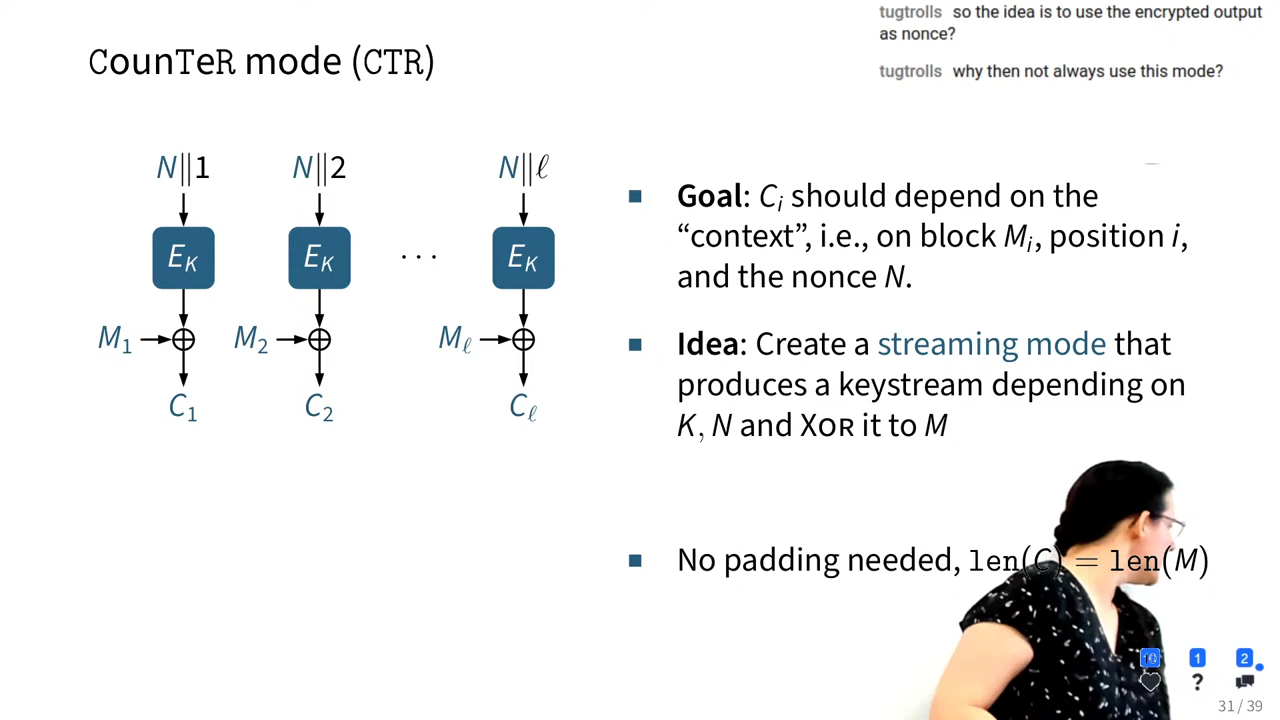 tugtrolls so the idea is to use the encrypted output
as nonce?
tugtrolls why then not always use this mode?
CounTeR mode (CTR)
N‖1 N‖2 N‖ℓ
E_K E_K ··· E_K
M_1 ⊕ M_2 ⊕ M_ℓ ⊕
C_1 C_2 C_ℓ
▪ Goal: C_i should depend on the
“context”, i.e., on block M_i, position i,
and the nonce N.
▪ Idea: Create a streaming mode that
produces a keystream depending on
K, N and XOR it to M
▪ No padding needed, len(C) = len(M)
10 1 2
?
31 / 39